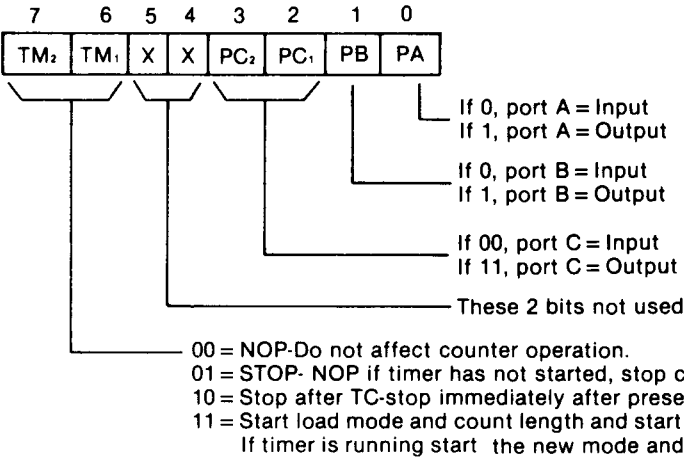 7 6 5 4 3 2 1 0
TM₂ TM₁ X X PC₂ PC₁ PB PA
If 0, port A = Input
If 1, port A = Output
If 0, port B = Input
If 1, port B = Output
If 00, port C = Input
If 11, port C = Output
These 2 bits not used
00 = NOP-Do not affect counter operation.
01 = STOP- NOP if timer has not started, stop c
10 = Stop after TC-stop immediately after prese
11 = Start load mode and count length and start
If timer is running start the new mode and